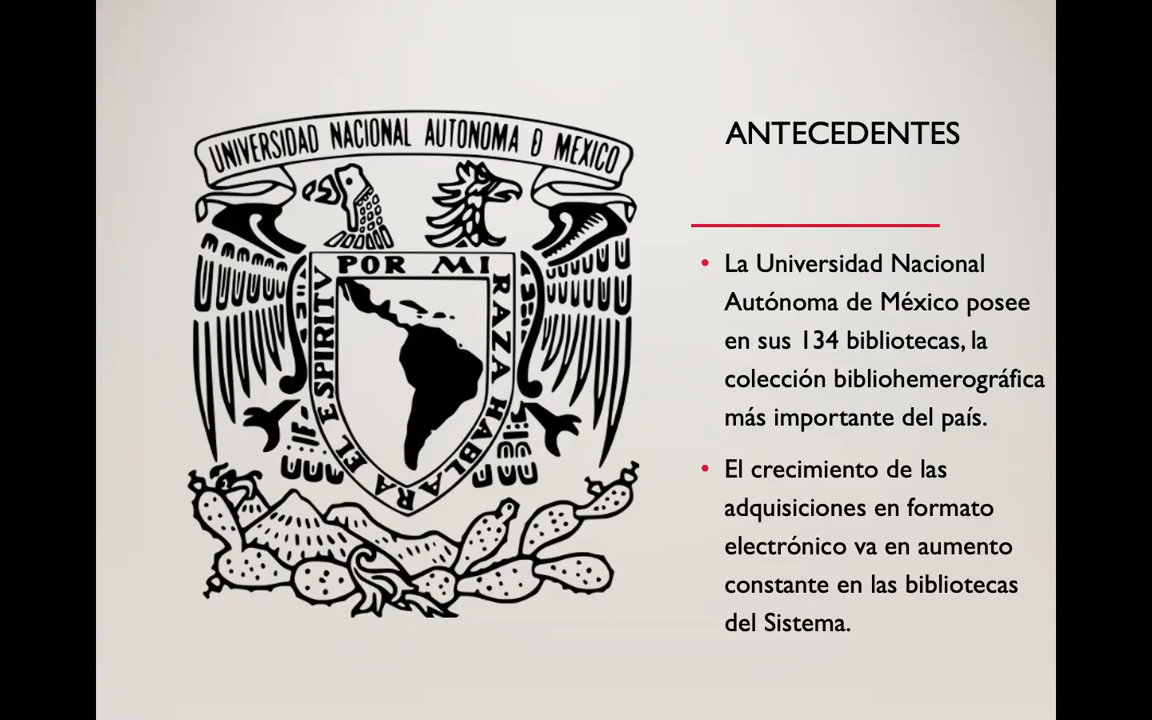 UNIVERSIDAD NACIONAL AUTONOMA D MEXICO
POR MI RAZA HABLARA EL ESPIRITV
ANTECEDENTES
• La Universidad Nacional
Autónoma de México posee
en sus 134 bibliotecas, la
colección bibliohemerográfica
más importante del país.
• El crecimiento de las
adquisiciones en formato
electrónico va en aumento
constante en las bibliotecas
del Sistema.